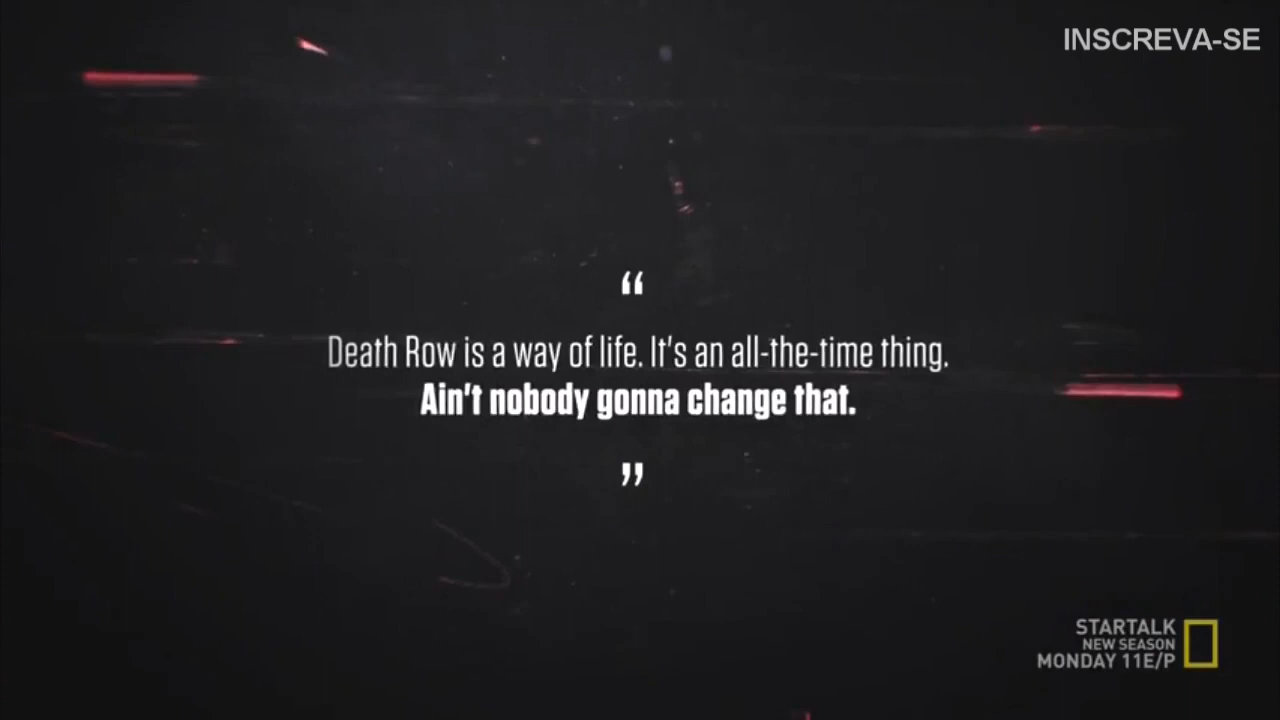 INSCREVA-SE
“
Death Row is a way of life. It's an all-the-time thing.
Ain't nobody gonna change that.
”
STARTALK
NEW SEASON
MONDAY 11E/P